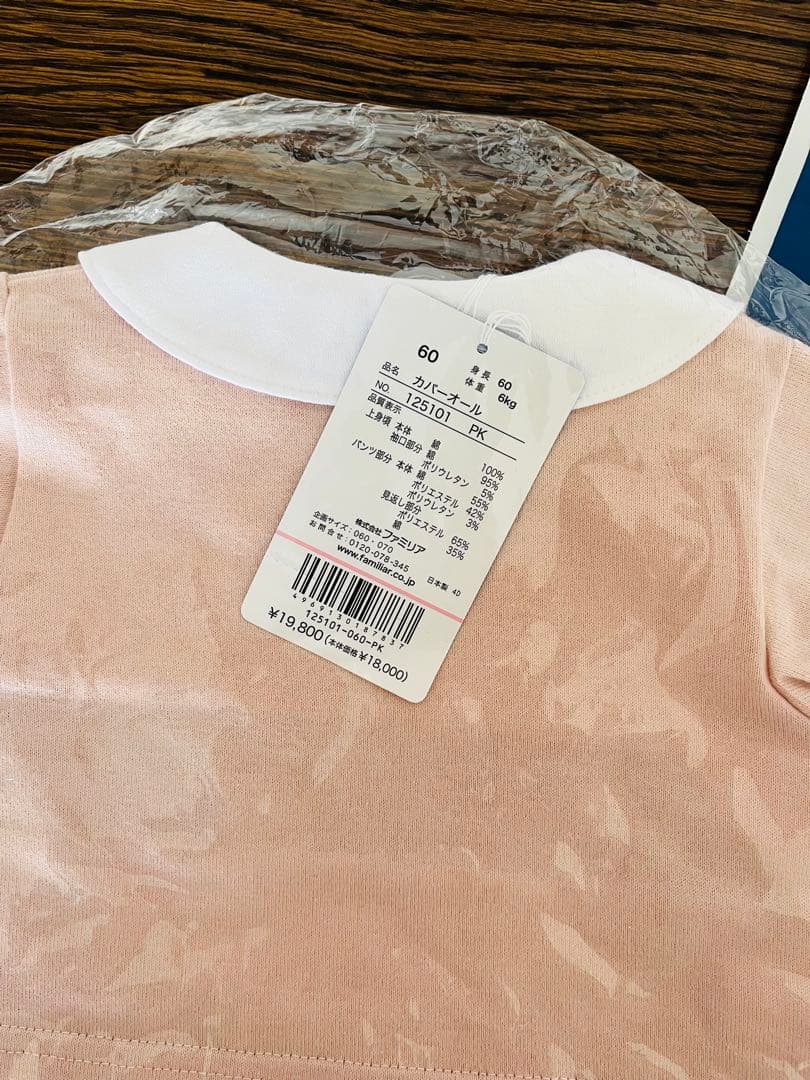 60
身長 60
体重 6kg
品名 カバーオール
NO. 125101 PK
品質表示
上身頃 本体 綿 100%
袖口部分 綿 95%
ポリウレタン 5%
パンツ部分 本体 綿 55%
ポリエステル 42%
ポリウレタン 3%
見返し部分
ポリエステル 65%
綿 35%
株式会社 ファミリア
企画サイズ:060・070
お問合せ:0120-078-345
www.familiar.co.jp
日本製 4D
4969130187837
125101-060-PK
¥19,800(本体価格¥18,000)